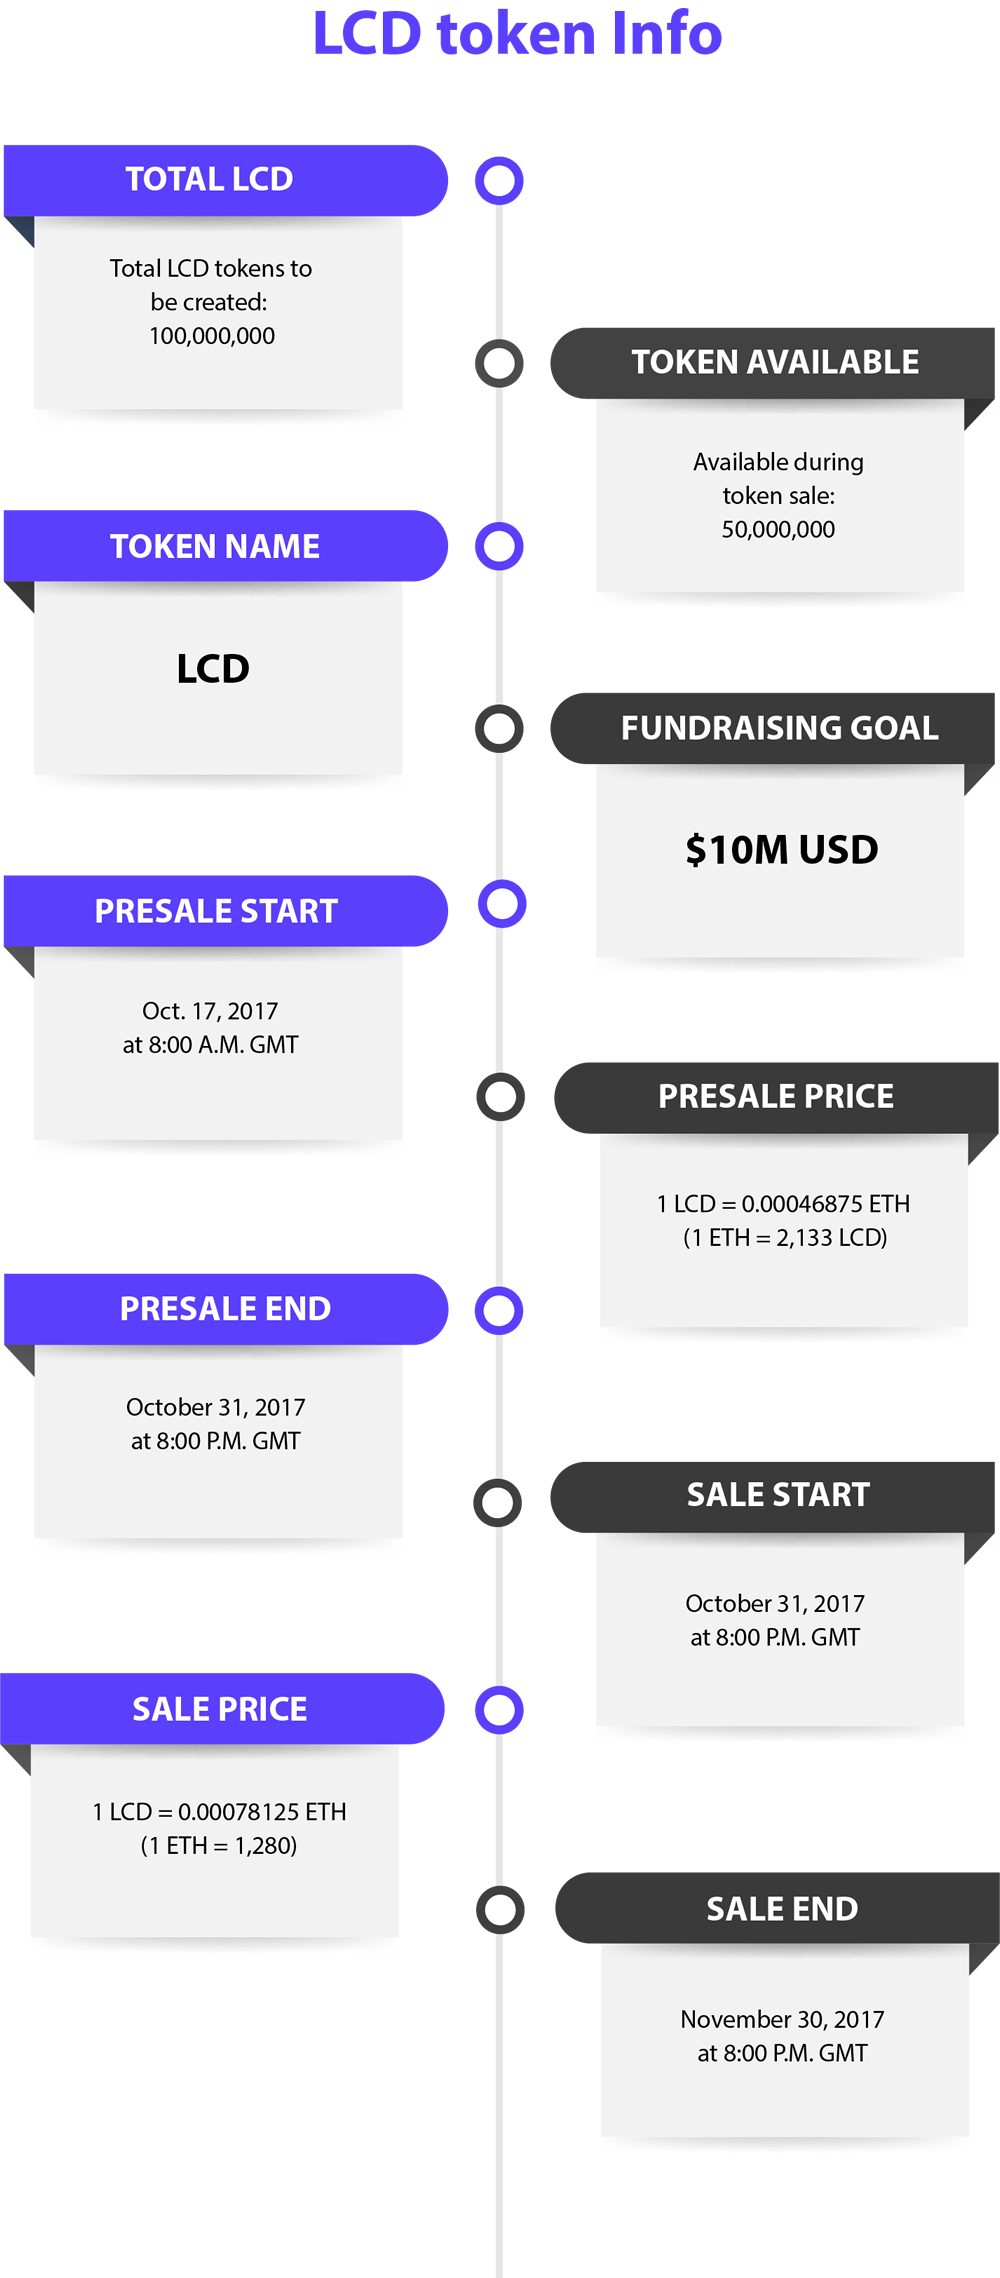 LCD token Info
TOTAL LCD
Total LCD tokens to
be created:
100,000,000
TOKEN AVAILABLE
Available during
token sale:
50,000,000
TOKEN NAME
LCD
FUNDRAISING GOAL
$10M USD
PRESALE START
Oct. 17, 2017
at 8:00 A.M. GMT
PRESALE PRICE
1 LCD = 0.00046875 ETH
(1 ETH = 2,133 LCD)
PRESALE END
October 31, 2017
at 8:00 P.M. GMT
SALE START
October 31, 2017
at 8:00 P.M. GMT
SALE PRICE
1 LCD = 0.00078125 ETH
(1 ETH = 1,280)
SALE END
November 30, 2017
at 8:00 P.M. GMT